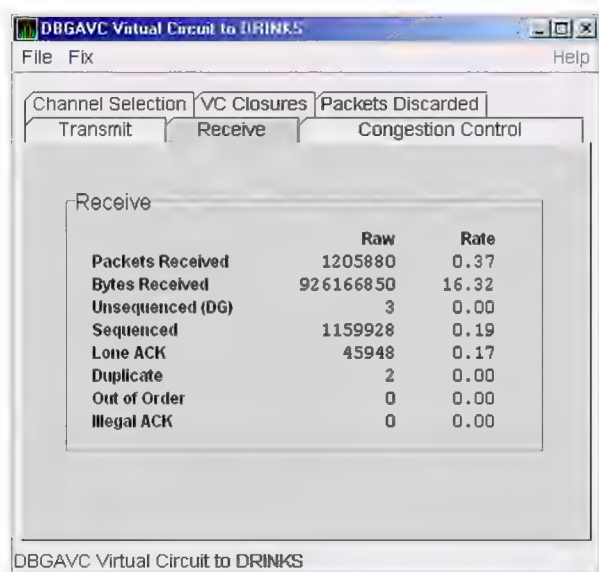 DBGAVC Virtual Circuit to DRINKS
File Fix Help
Channel Selection VC Closures Packets Discarded
Transmit Receive Congestion Control
Receive
Raw Rate
Packets Received 1205880 0.37
Bytes Received 926166850 16.32
Unsequenced (DG) 3 0.00
Sequenced 1159928 0.19
Lone ACK 45948 0.17
Duplicate 2 0.00
Out of Order 0 0.00
Illegal ACK 0 0.00
DBGAVC Virtual Circuit to DRINKS